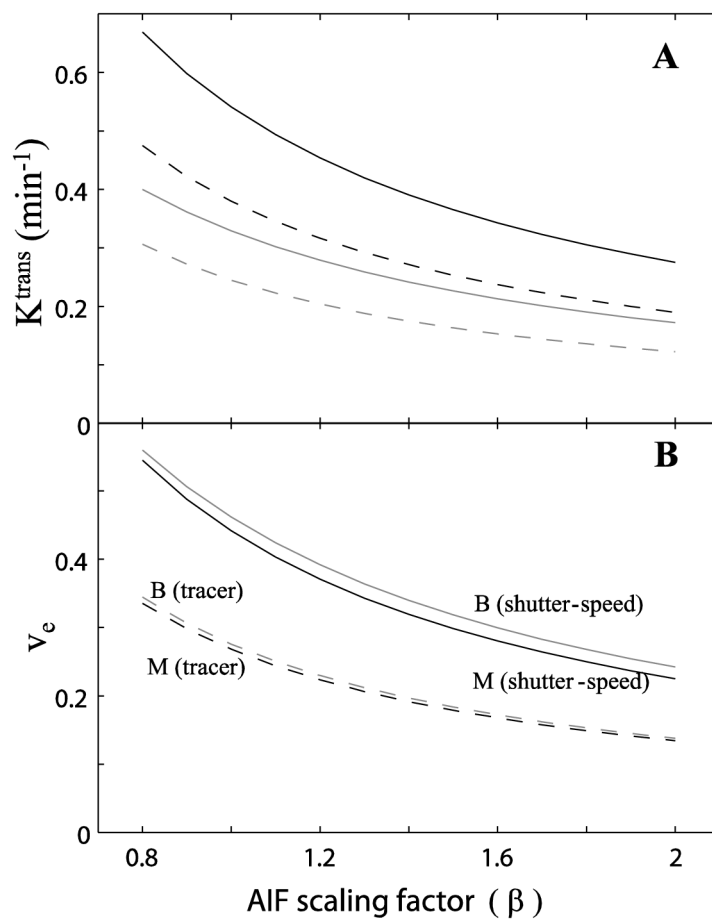 A
0.6
0.4
0.2
0
K^trans (min^-1)
B
0.4
0.2
0
v_e
B (tracer)
M (tracer)
B (shutter-speed)
M (shutter-speed)
0.8 1.2 1.6 2
AIF scaling factor (β)